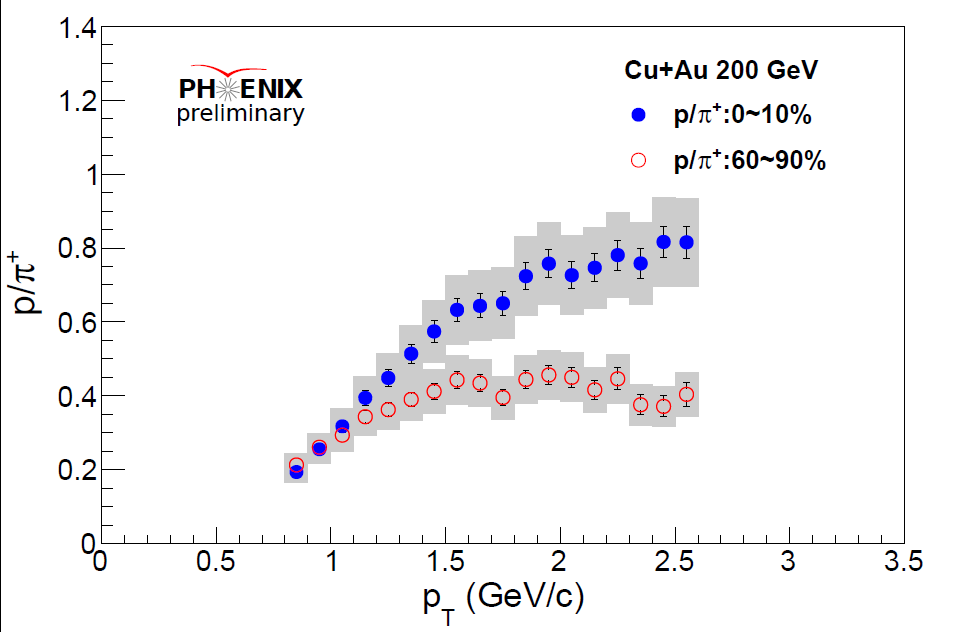 1.4
1.2
1
0.8
0.6
0.4
0.2
0
p/π⁺
PHENIX
preliminary
Cu+Au 200 GeV
p/π⁺:0~10%
p/π⁺:60~90%
0 0.5 1 1.5 2 2.5 3 3.5
p_T (GeV/c)